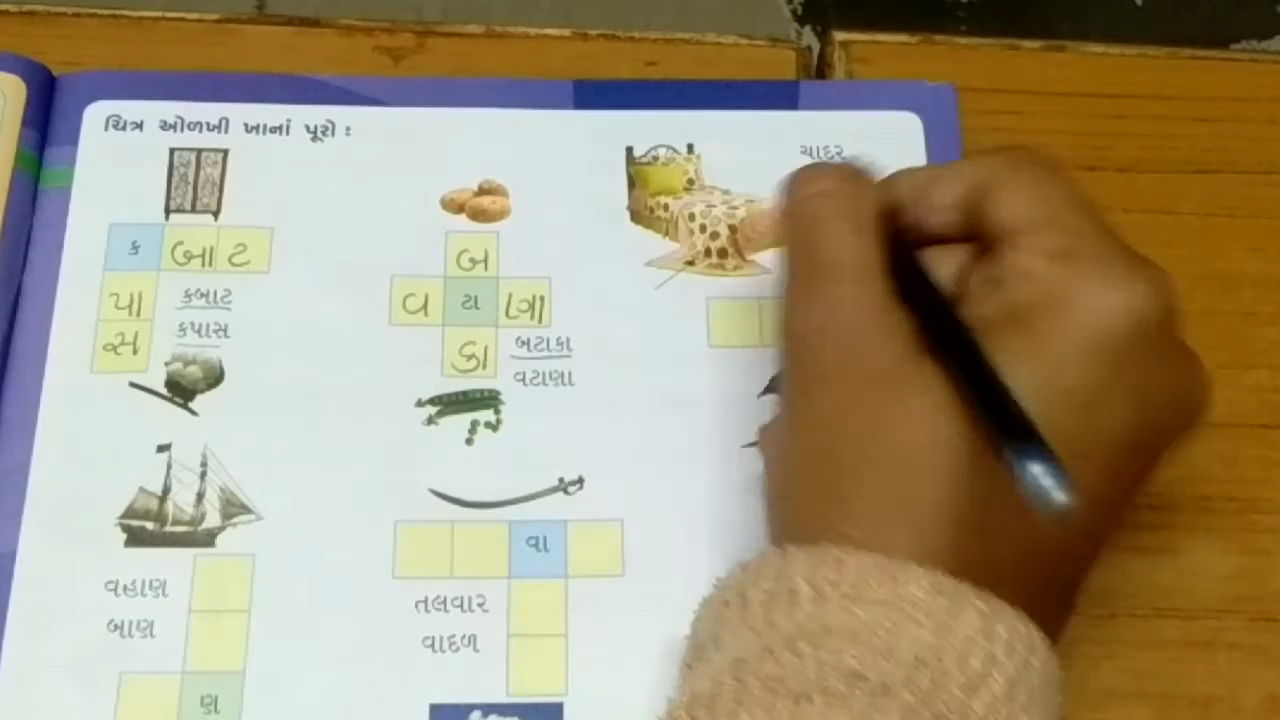 ચિત્ર ઓળખી ખાનાં પૂરો :
ક બા ટ
પા
સ
કબાટ
કપાસ
બ
વ ટા ણા
કા
બટાકા
વટાણા
ચાદર
વહાણ
બાણ
ણ
વા
તલવાર
વાદળ